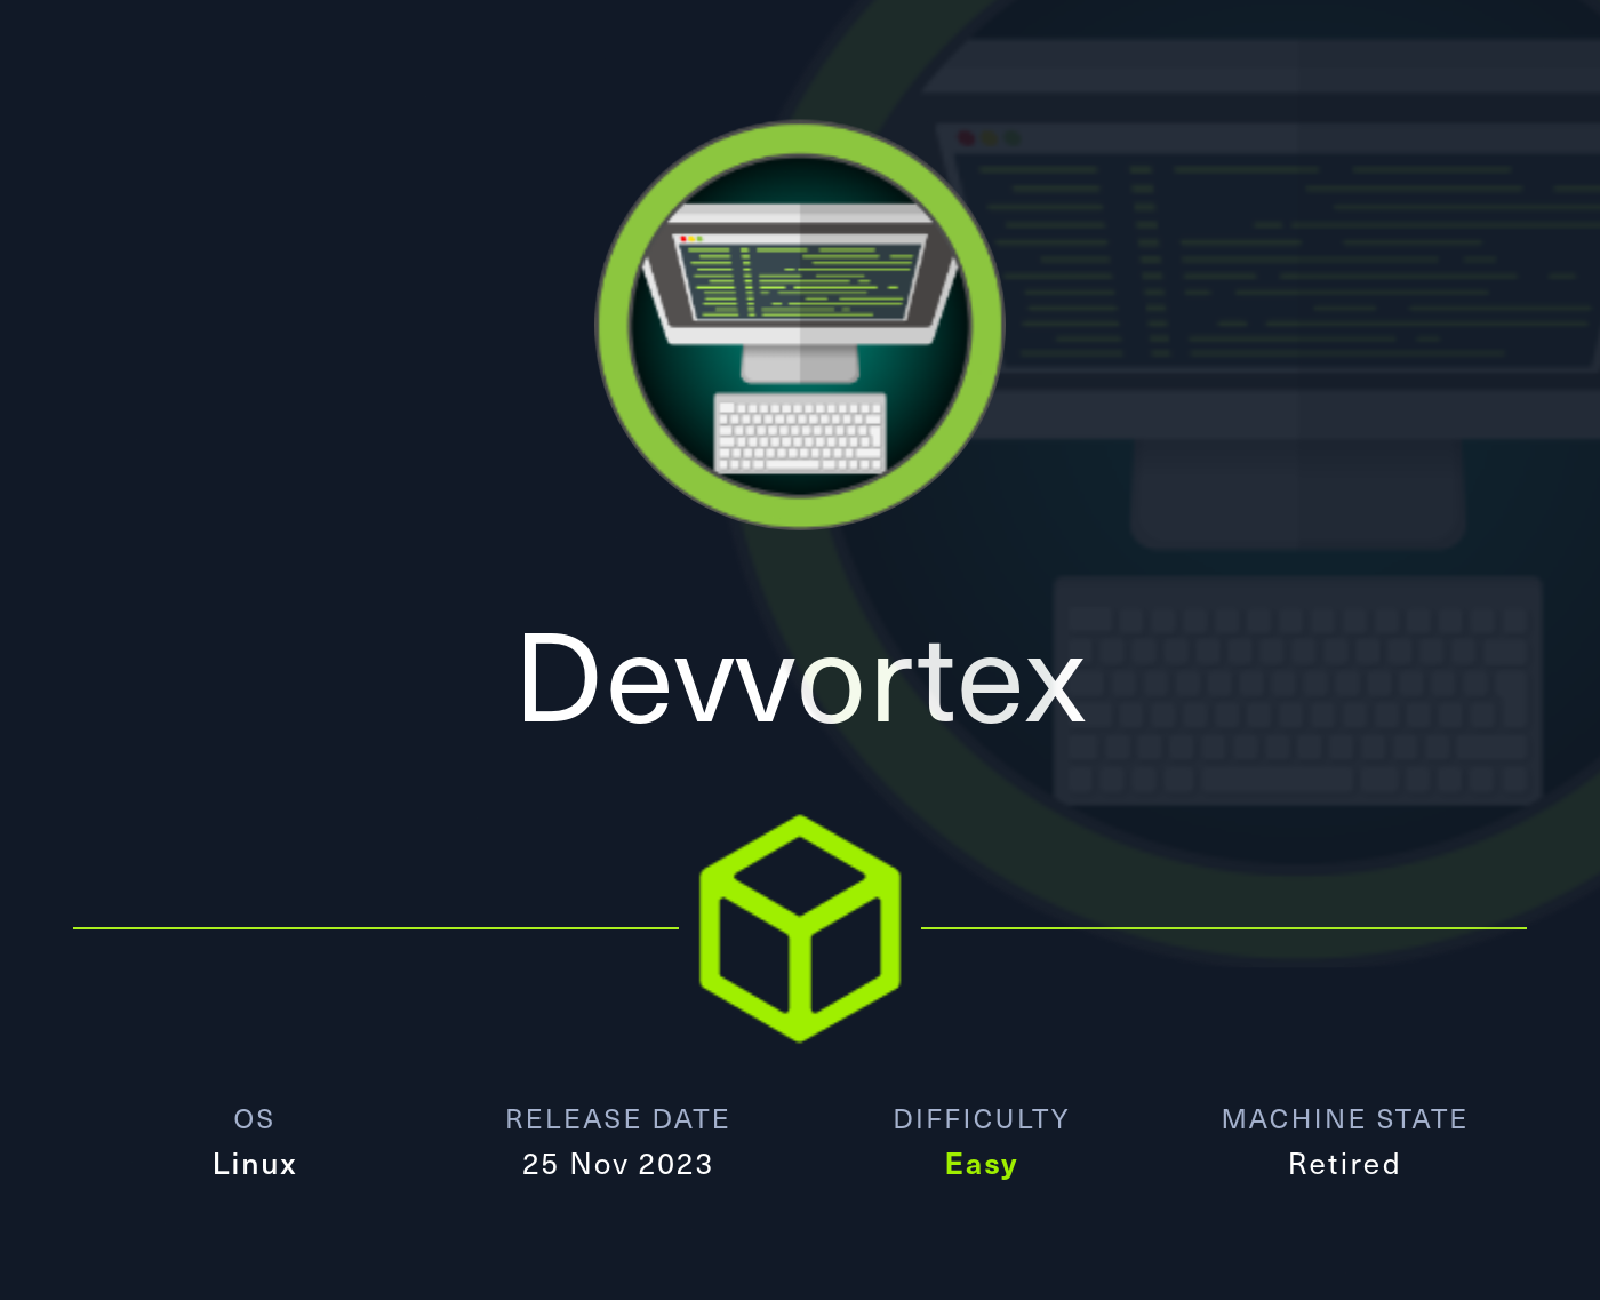 Devvortex
OS
Linux
RELEASE DATE
25 Nov 2023
DIFFICULTY
Easy
MACHINE STATE
Retired